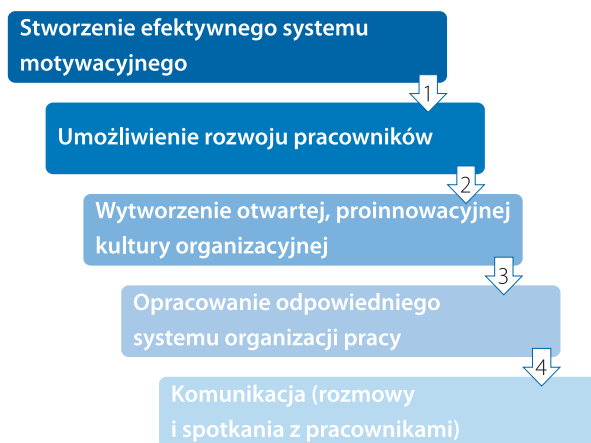 Stworzenie efektywnego systemu
motywacyjnego
1
Umożliwienie rozwoju pracowników
2
Wytworzenie otwartej, proinnowacyjnej
kultury organizacyjnej
3
Opracowanie odpowiedniego
systemu organizacji pracy
4
Komunikacja (rozmowy
i spotkania z pracownikami)